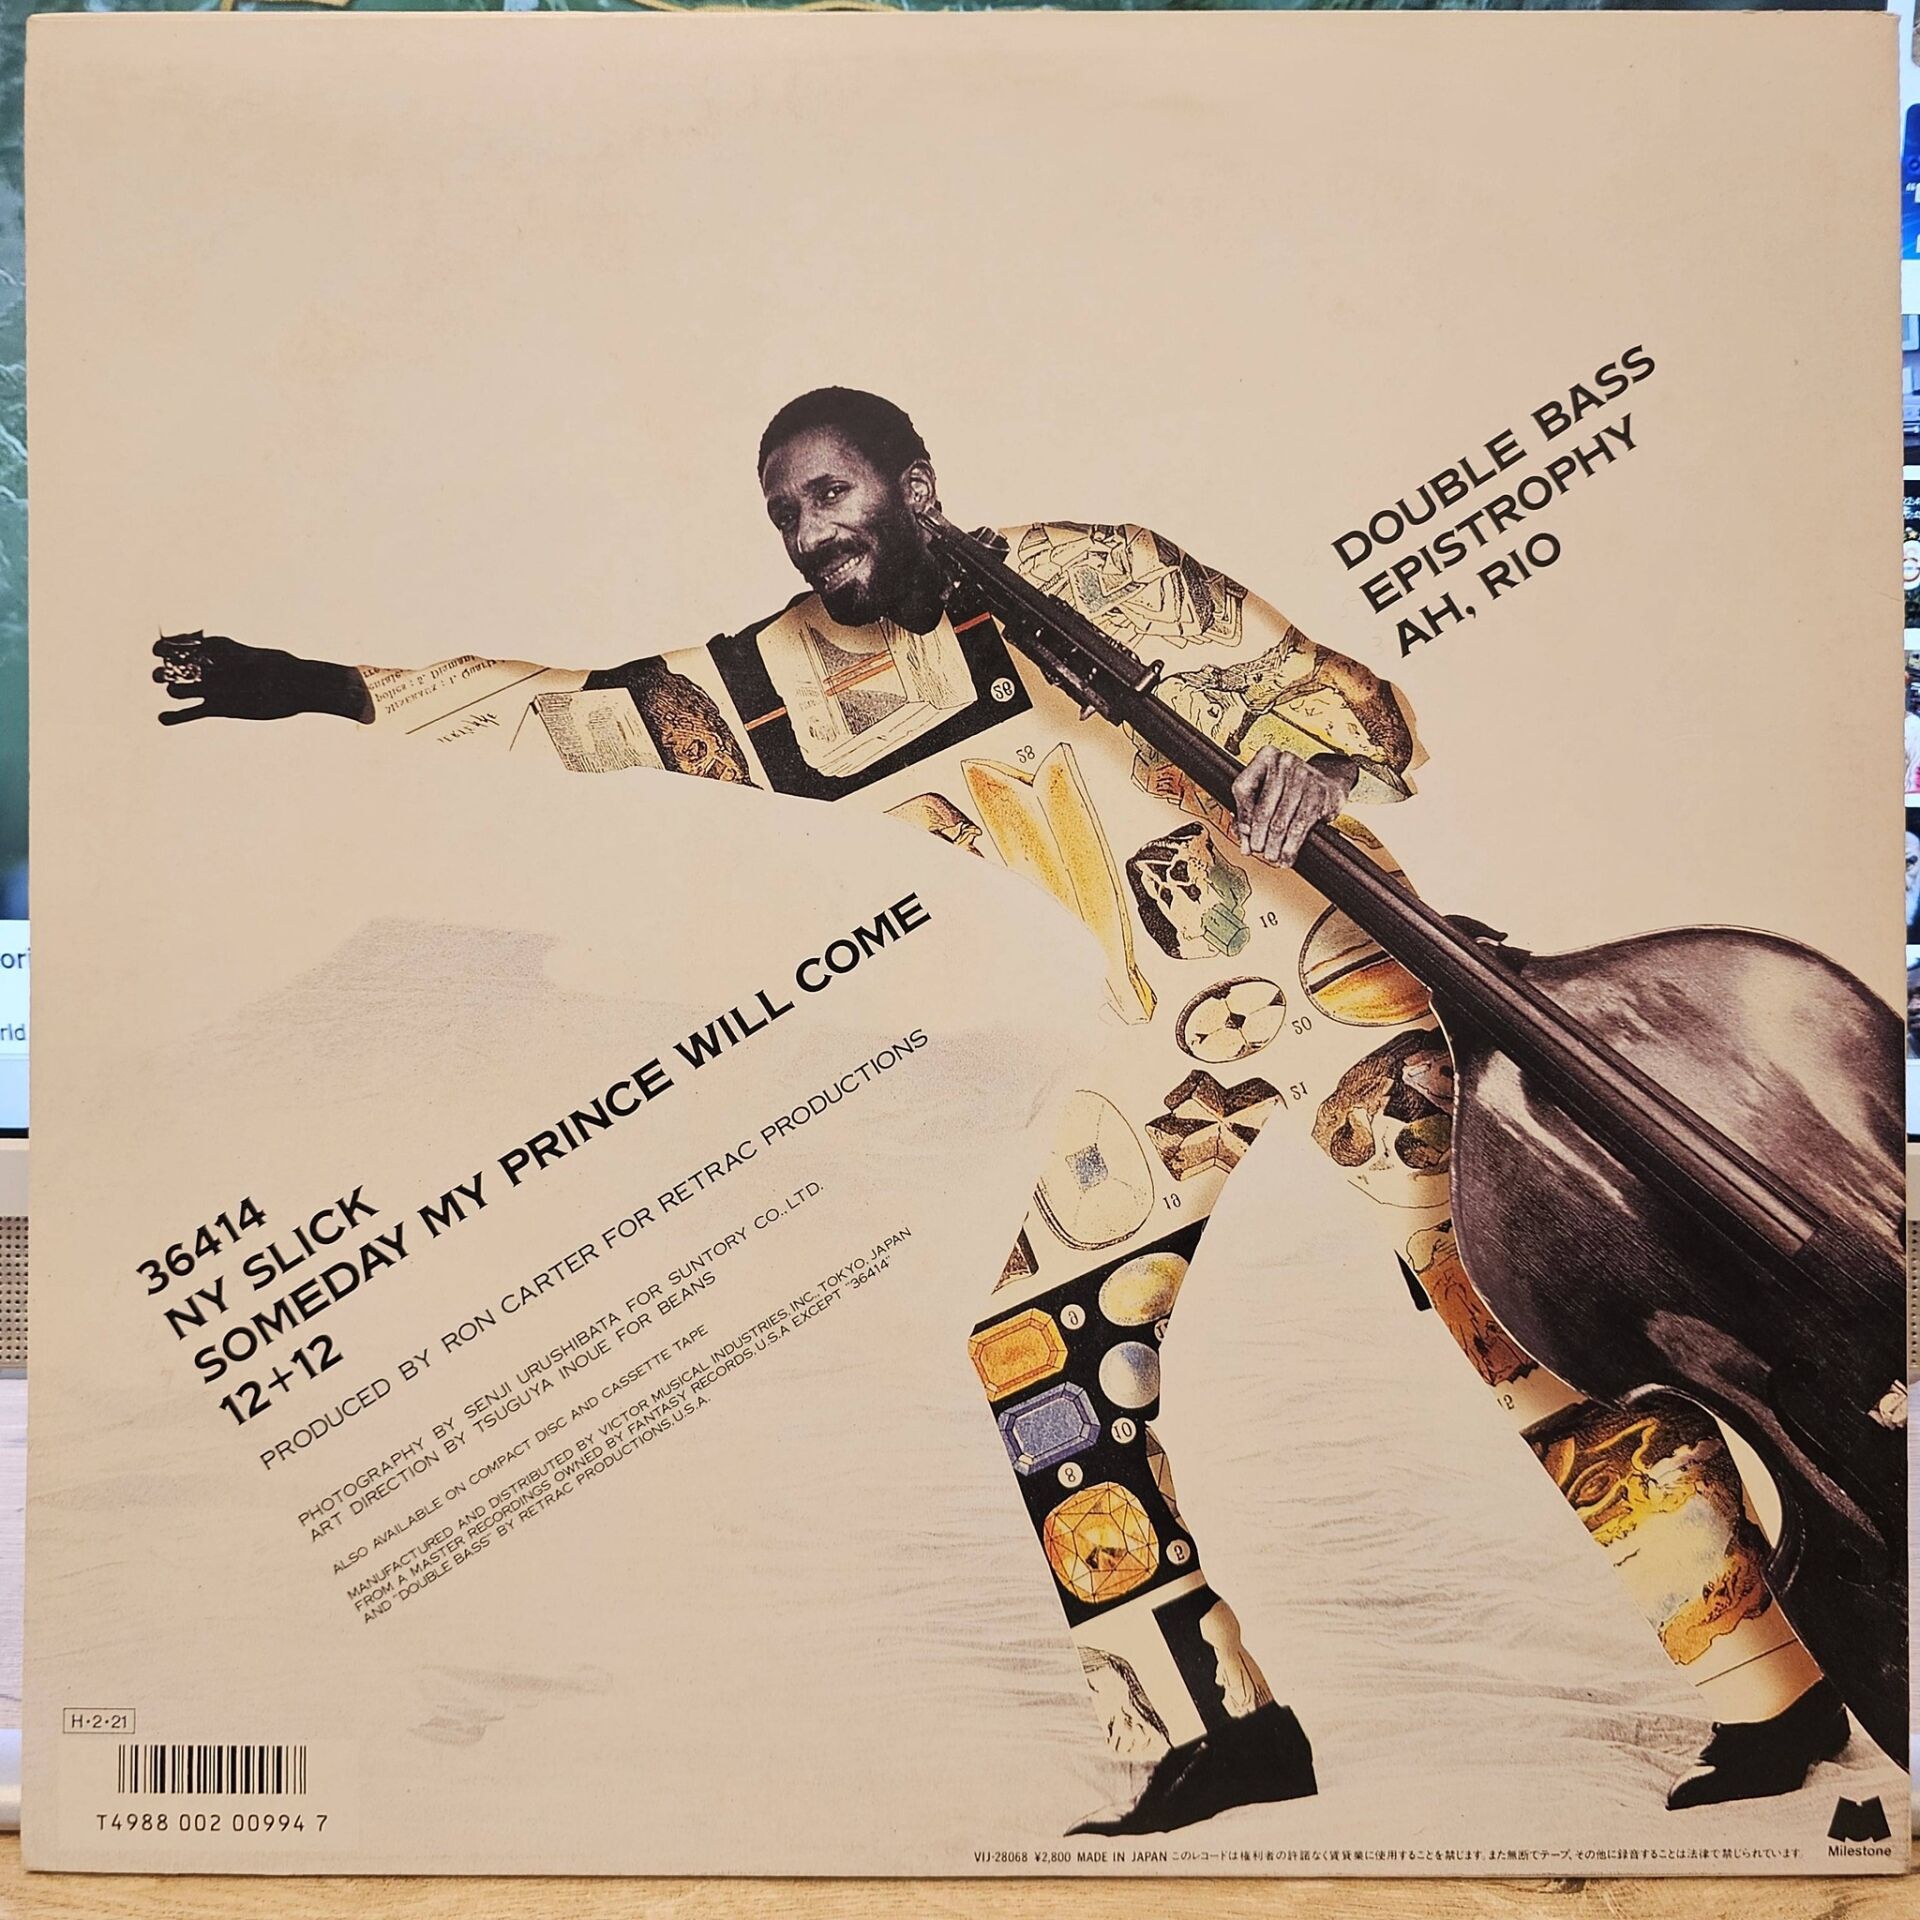 DOUBLE BASS
EPISTROPHY
AH, RIO
36414
NY SLICK
SOMEDAY MY PRINCE WILL COME
12+12
PRODUCED BY RON CARTER FOR RETRAC PRODUCTIONS
PHOTOGRAPHY BY SENJI URUSHIBATA FOR SUNTORY CO., LTD.
ART DIRECTION BY TSUGUYA INOUE FOR BEANS
ALSO AVAILABLE ON COMPACT DISC AND CASSETTE TAPE
MANUFACTURED AND DISTRIBUTED BY VICTOR MUSICAL INDUSTRIES, INC., TOKYO, JAPAN
FROM A MASTER RECORDINGS OWNED BY FANTASY RECORDS, U.S.A EXCEPT "36414"
AND "DOUBLE BASS" BY RETRAC PRODUCTIONS, U.S.A.
H・2・21
T4988 002 00994 7
VIJ-28068 ¥2,800 MADE IN JAPAN このレコードは権利者の許諾なく賃貸業に使用することを禁じます。また無断でテープ、その他に録音することは法律で禁じられています。
Milestone